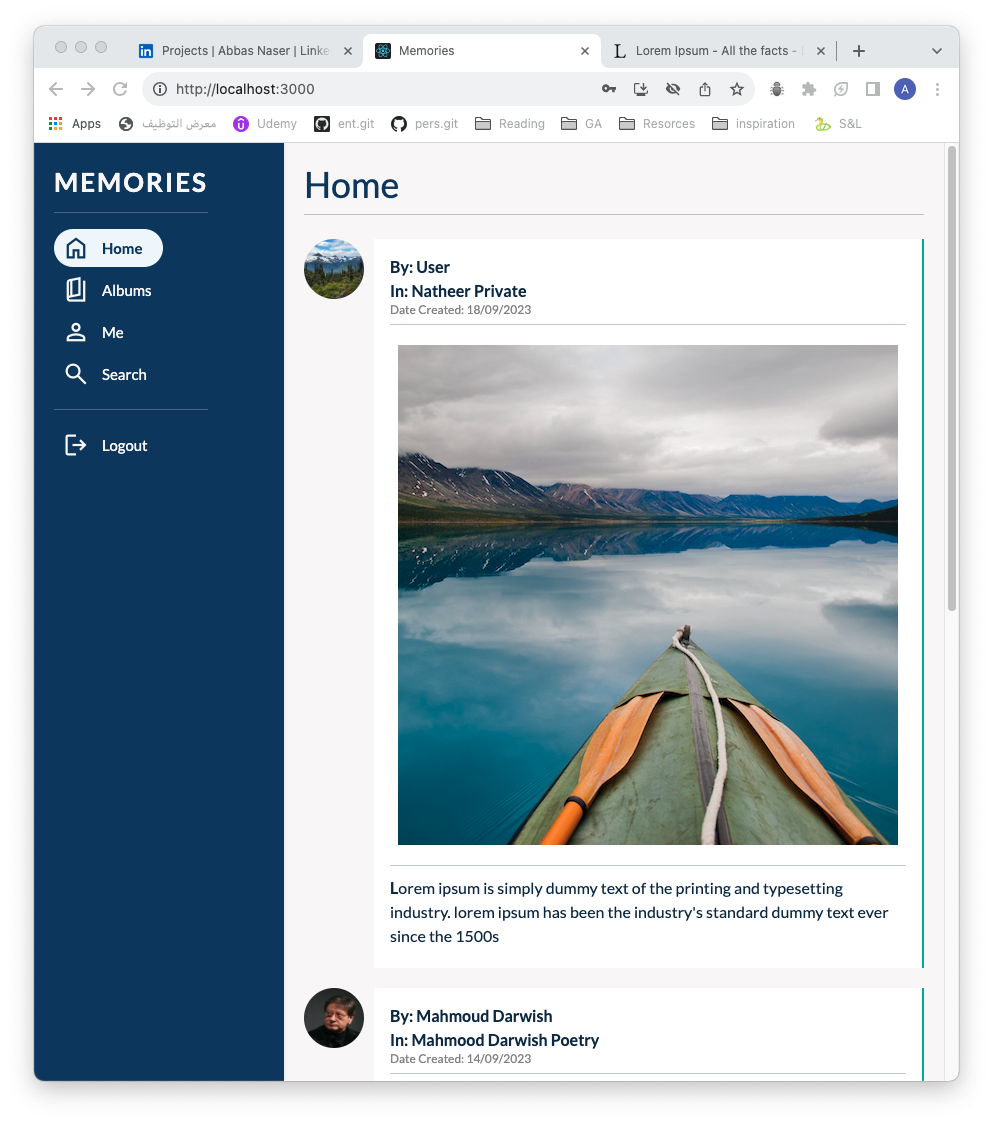 Projects | Abbas Naser | Linke
Memories
Lorem Ipsum - All the facts -
http://localhost:3000
A
Apps
معرض التوظيف
Udemy
ent.git
pers.git
Reading
GA
Resorces
inspiration
S&L
MEMORIES
Home
Albums
Me
Search
Logout
Home
By: User
In: Natheer Private
Date Created: 18/09/2023
Lorem ipsum is simply dummy text of the printing and typesetting
industry. lorem ipsum has been the industry's standard dummy text ever
since the 1500s
By: Mahmoud Darwish
In: Mahmood Darwish Poetry
Date Created: 14/09/2023